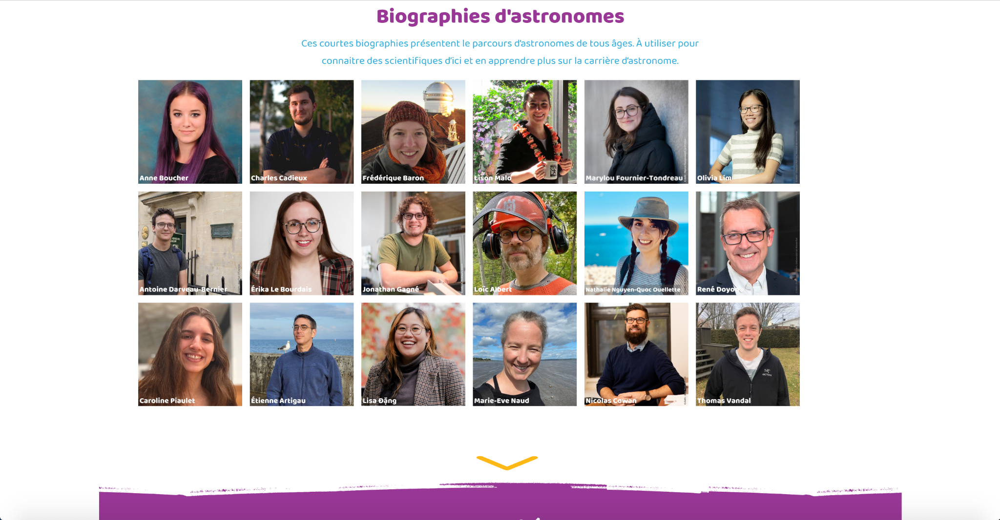 Biographies d'astronomes
Ces courtes biographies présentent le parcours d’astronomes de tous âges. À utiliser pour
connaitre des scientifiques d’ici et en apprendre plus sur la carrière d’astronome.
Anne Boucher
Charles Cadieux
Frédérique Baron
Lison Malo
Marylou Fournier-Tondreau
Olivia Lim
Antoine Darveau-Bernier
Érika Le Bourdais
Jonathan Gagné
Loïc Albert
Nathalie Nguyen-Quoc Ouellette
René Doyon
Caroline Piaulet
Étienne Artigau
Lisa Đặng
Marie-Eve Naud
Nicolas Cowan
Thomas Vandal
ARC'TERYX